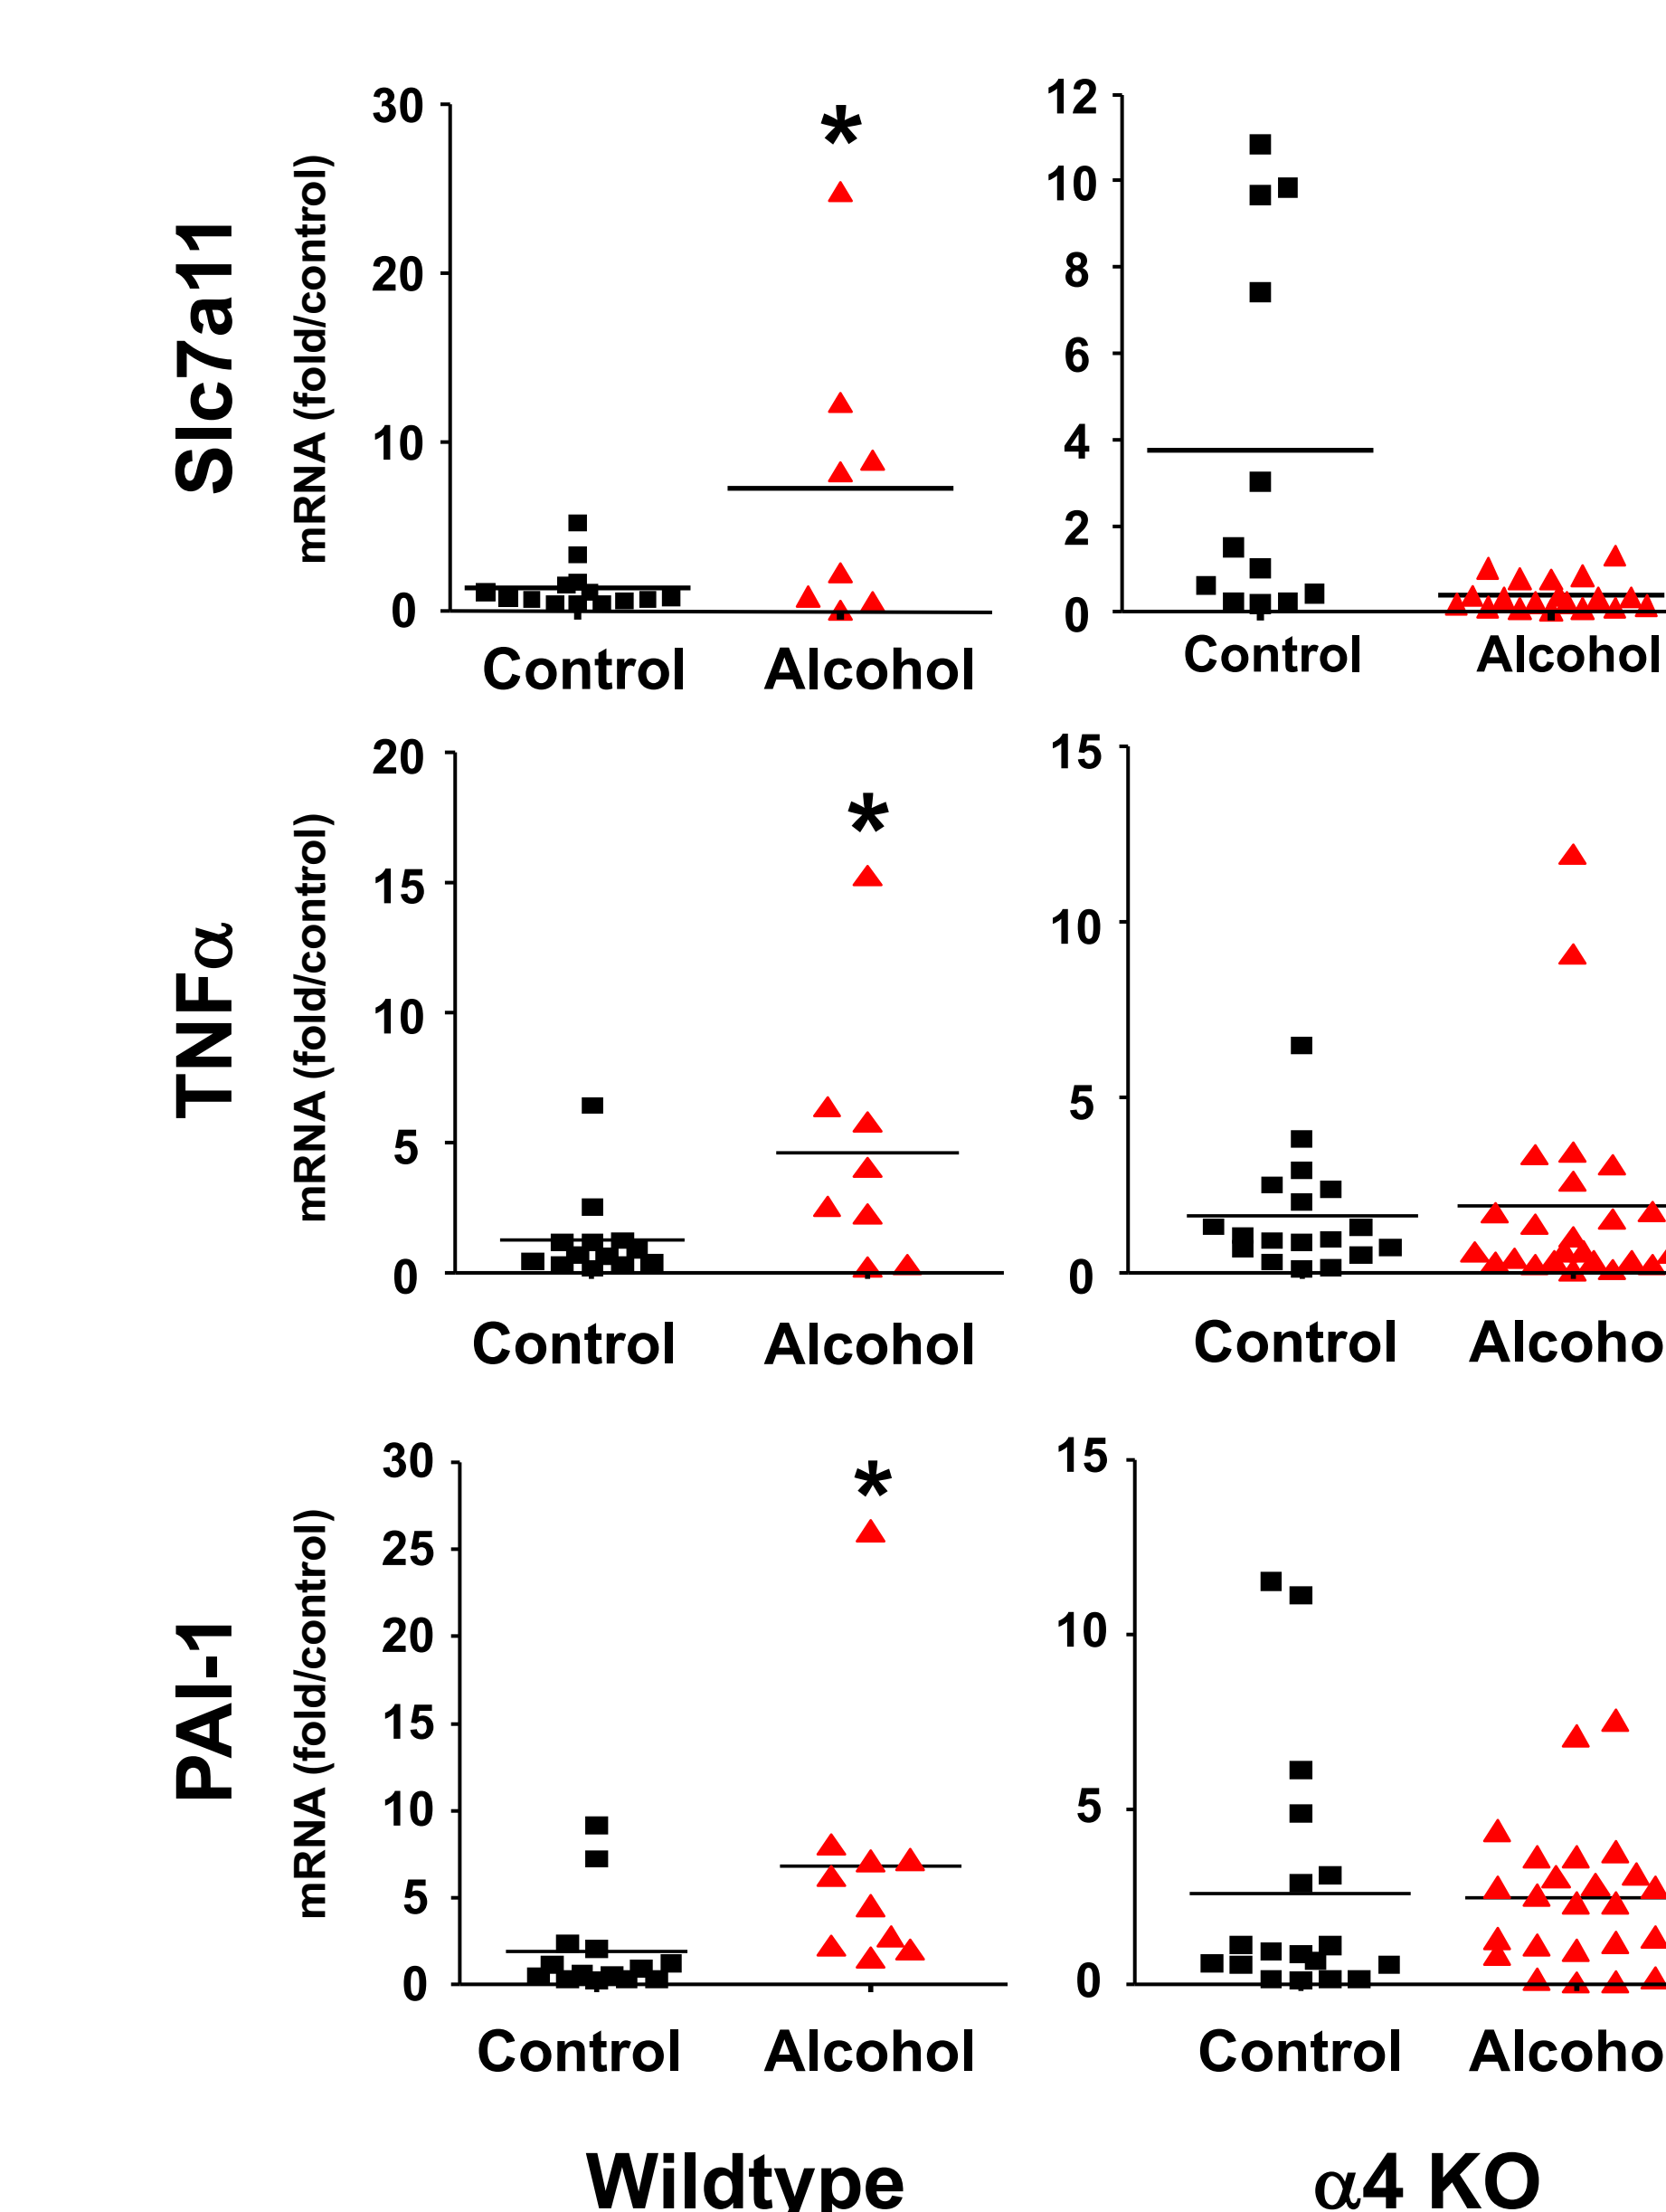 Slc7a11
mRNA (fold/control)
30
20
10
0
*
Control
Alcohol
12
10
8
6
4
2
0
Control
Alcohol
TNFα
mRNA (fold/control)
20
15
10
5
0
*
Control
Alcohol
15
10
5
0
Control
Alcoho
PAI-1
mRNA (fold/control)
30
25
20
15
10
5
0
*
Control
Alcohol
15
10
5
0
Control
Alcoho
Wildtype
α4 KO